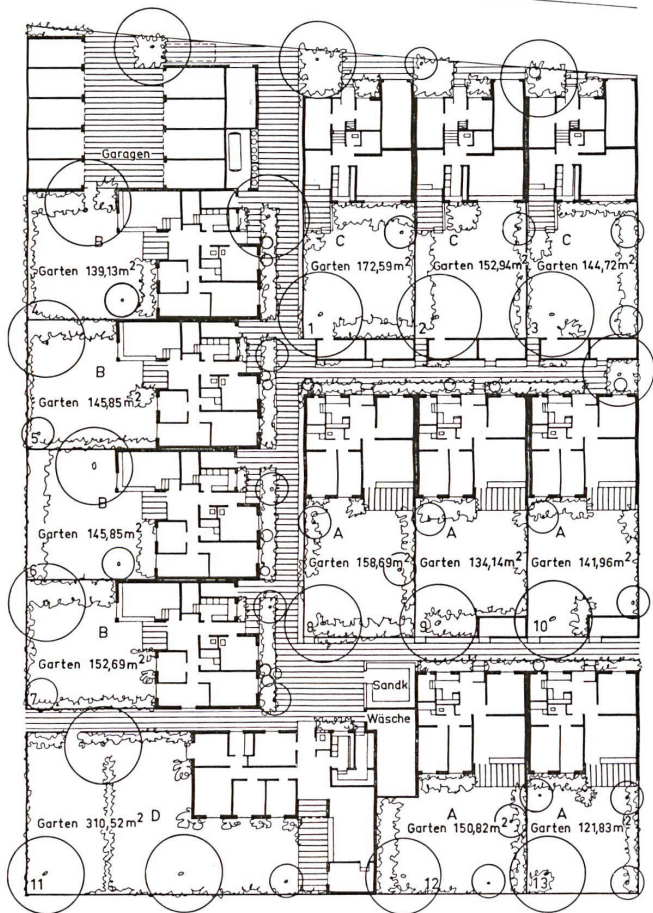 Garagen
B
Garten 139,13m²
4
C
Garten 172,59m²
1
C
Garten 152,94m²
2
C
Garten 144,72m²
3
B
Garten 145,85m²
5
B
Garten 145,85m²
6
A
Garten 158,69m²
8
A
Garten 134,14m²
9
A
Garten 141,96m²
10
B
Garten 152,69m²
7
Sandk
Wäsche
D
Garten 310,52m²
11
A
Garten 150,82m²
12
A
Garten 121,83m²
13